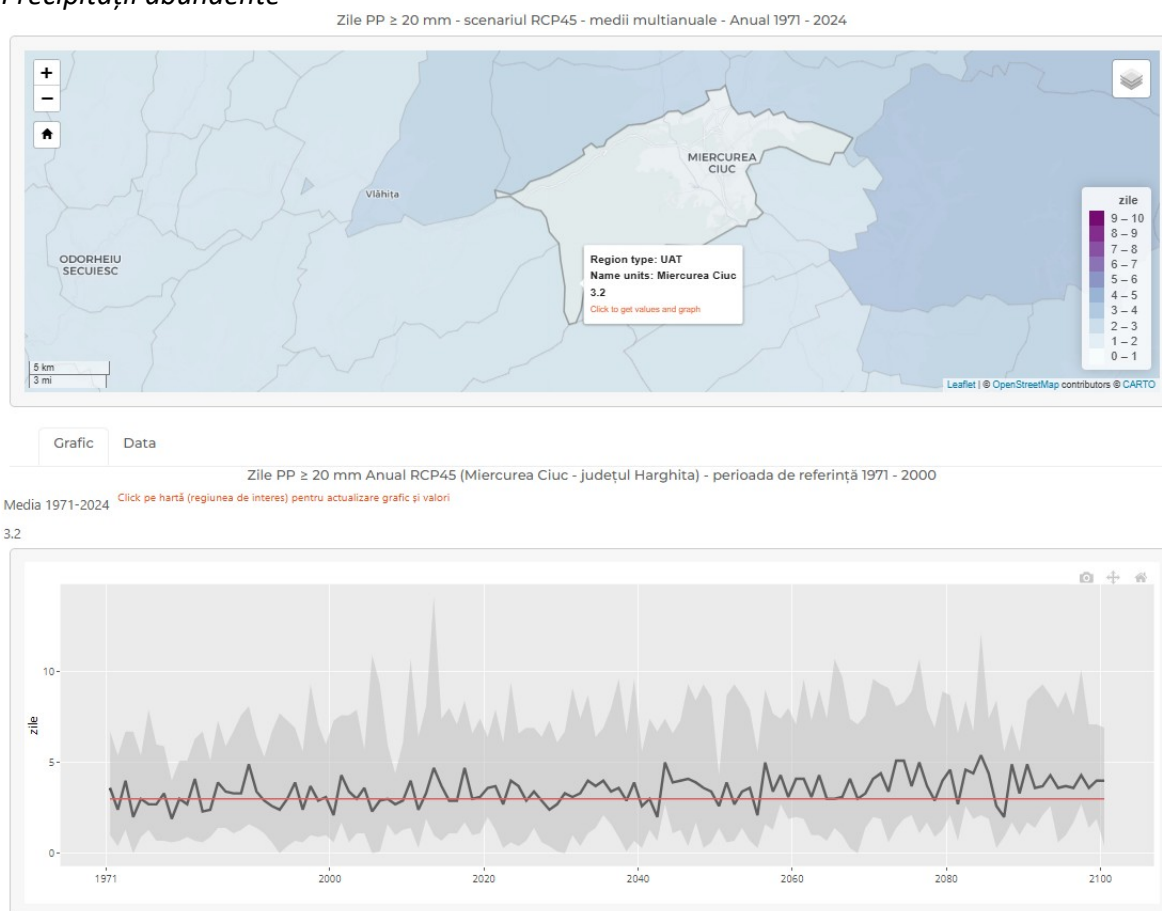 Precipitații abundente
Zile PP ≥ 20 mm - scenariul RCP45 - medii multianuale - Anual 1971 - 2024
+
−
MIERCUREA
CIUC
Vlăhița
ODORHEIU
SECUIESC
Region type: UAT
Name units: Miercurea Ciuc
3.2
Click to get values and graph
zile
9 – 10
8 – 9
7 – 8
6 – 7
5 – 6
4 – 5
3 – 4
2 – 3
1 – 2
0 – 1
5 km
3 mi
Leaflet | © OpenStreetMap contributors © CARTO
Grafic Data
Zile PP ≥ 20 mm Anual RCP45 (Miercurea Ciuc - județul Harghita) - perioada de referință 1971 - 2000
Media 1971-2024 Click pe hartă (regiunea de interes) pentru actualizare grafic și valori
3.2
10
zile
5
0
1971 2000 2020 2040 2060 2080 2100